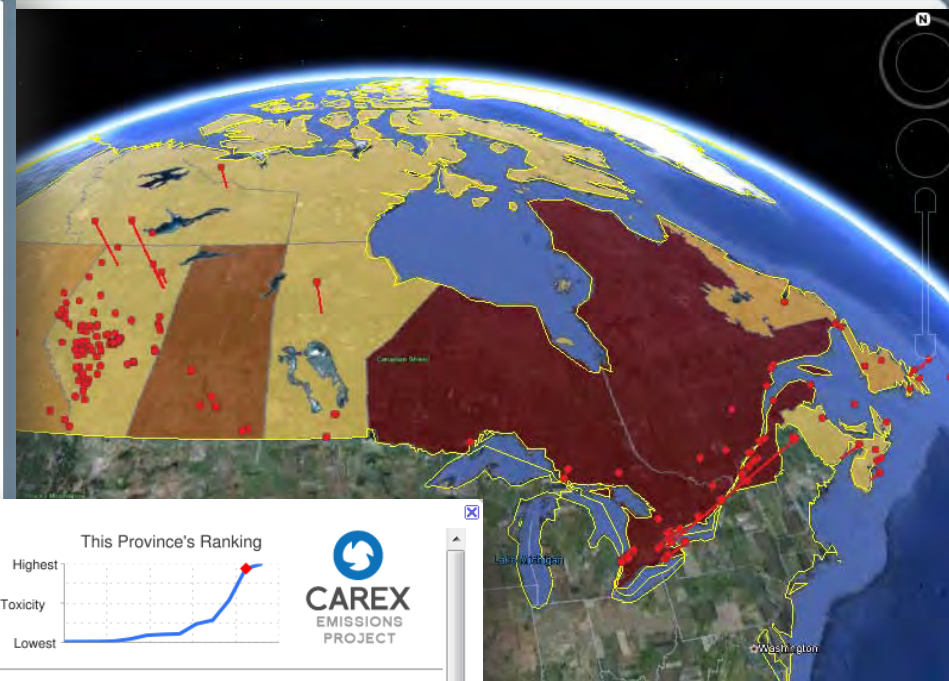 N
Canadian Shield
Lake Michigan
Washington
This Province's Ranking
Highest
Toxicity
Lowest
CAREX
EMISSIONS
PROJECT